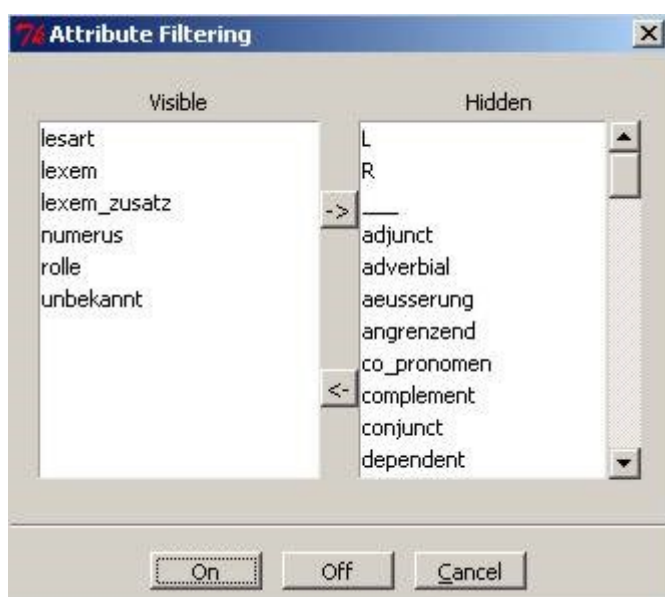 Attribute Filtering
Visible
Hidden
lesart
lexem
lexem_zusatz
numerus
rolle
unbekannt
->
<-
L
R
___
adjunct
adverbial
aeusserung
angrenzend
co_pronomen
complement
conjunct
dependent
On
Off
Cancel